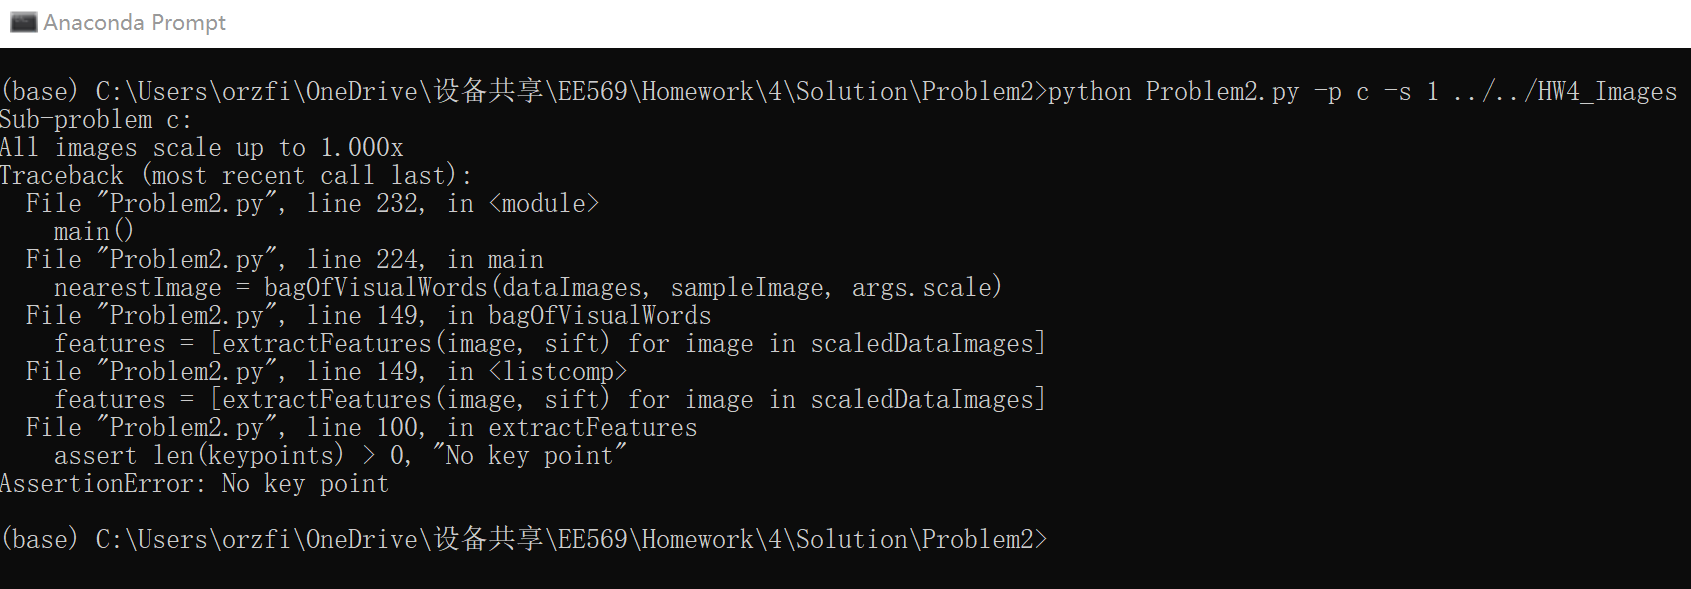 Anaconda Prompt
(base) C:\Users\orzfi\OneDrive\设备共享\EE569\Homework\4\Solution\Problem2>python Problem2.py -p c -s 1 ../../HW4_Images
Sub-problem c:
All images scale up to 1.000x
Traceback (most recent call last):
  File "Problem2.py", line 232, in <module>
    main()
  File "Problem2.py", line 224, in main
    nearestImage = bagOfVisualWords(dataImages, sampleImage, args.scale)
  File "Problem2.py", line 149, in bagOfVisualWords
    features = [extractFeatures(image, sift) for image in scaledDataImages]
  File "Problem2.py", line 149, in <listcomp>
    features = [extractFeatures(image, sift) for image in scaledDataImages]
  File "Problem2.py", line 100, in extractFeatures
    assert len(keypoints) > 0, "No key point"
AssertionError: No key point
(base) C:\Users\orzfi\OneDrive\设备共享\EE569\Homework\4\Solution\Problem2>